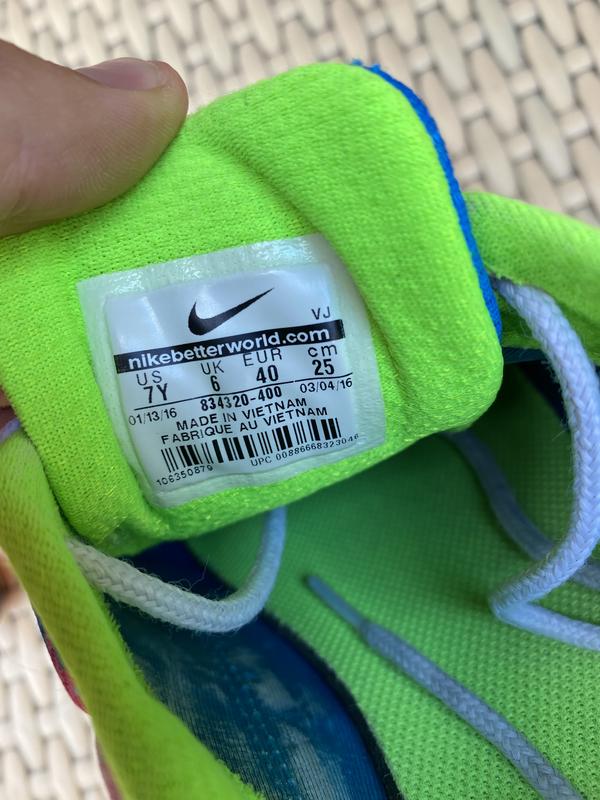 VJ
nikebetterworld.com
US UK EUR cm
7Y 6 40 25
01/13/16 834320-400 03/04/16
MADE IN VIETNAM
FABRIQUE AU VIETNAM
106350879 UPC 00886668323046